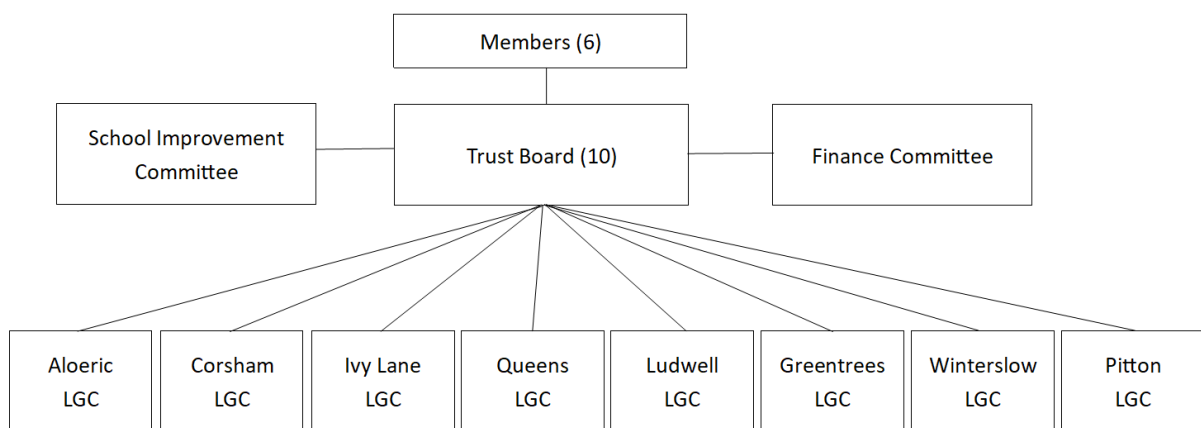 Members (6)
School Improvement
Committee
Trust Board (10)
Finance Committee
Aloeric
LGC
Corsham
LGC
Ivy Lane
LGC
Queens
LGC
Ludwell
LGC
Greentrees
LGC
Winterslow
LGC
Pitton
LGC